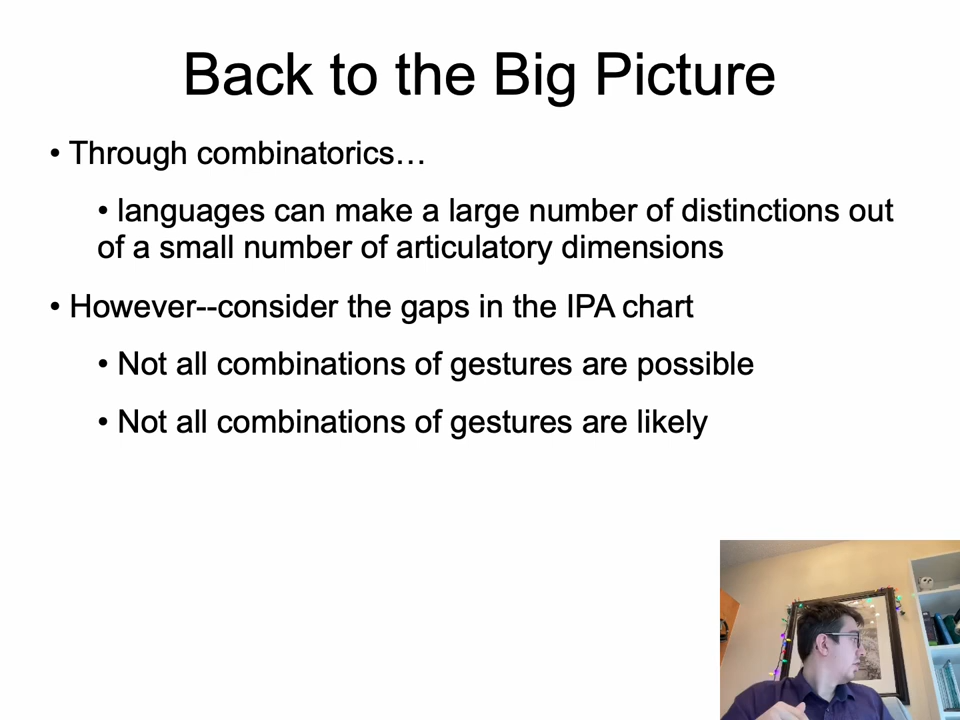 Back to the Big Picture
• Through combinatorics…
• languages can make a large number of distinctions out
of a small number of articulatory dimensions
• However--consider the gaps in the IPA chart
• Not all combinations of gestures are possible
• Not all combinations of gestures are likely